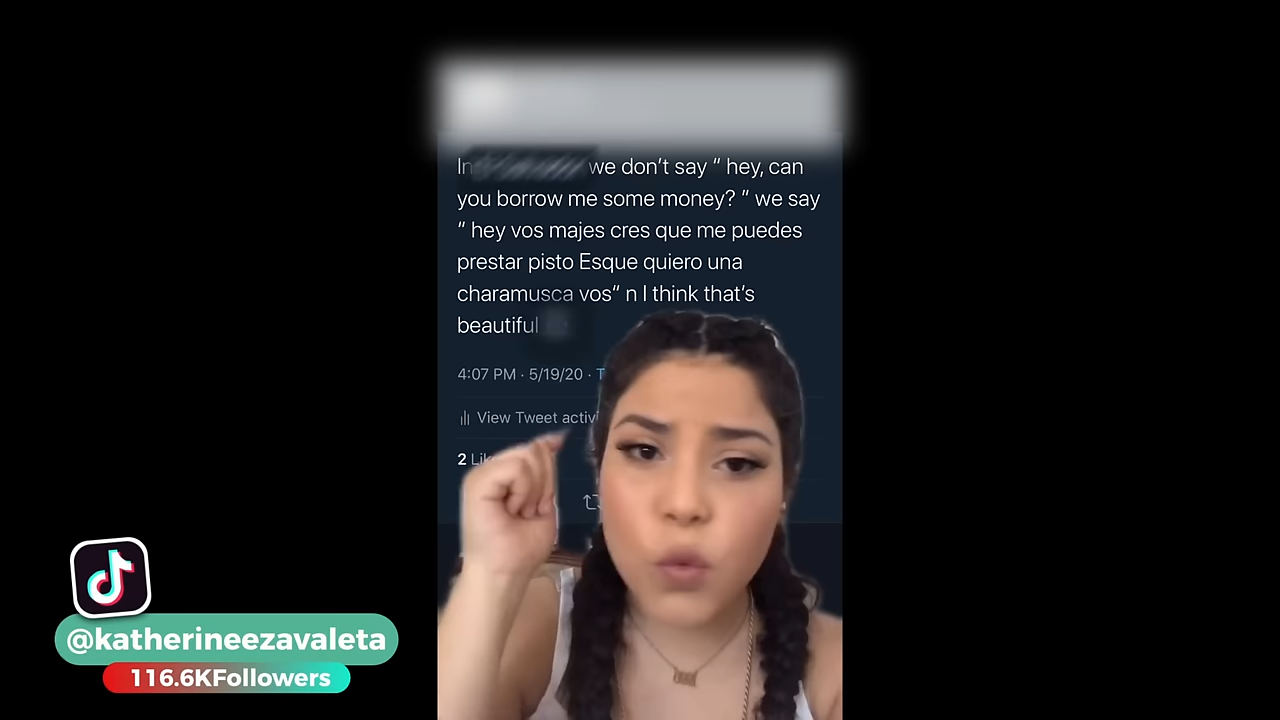 In we don’t say “ hey, can
you borrow me some money? ” we say
“ hey vos majes cres que me puedes
prestar pisto Esque quiero una
charamusca vos“ n I think that’s
beautiful
4:07 PM · 5/19/20 · T
View Tweet activi
2 Lik
@katherineezavaleta
116.6KFollowers